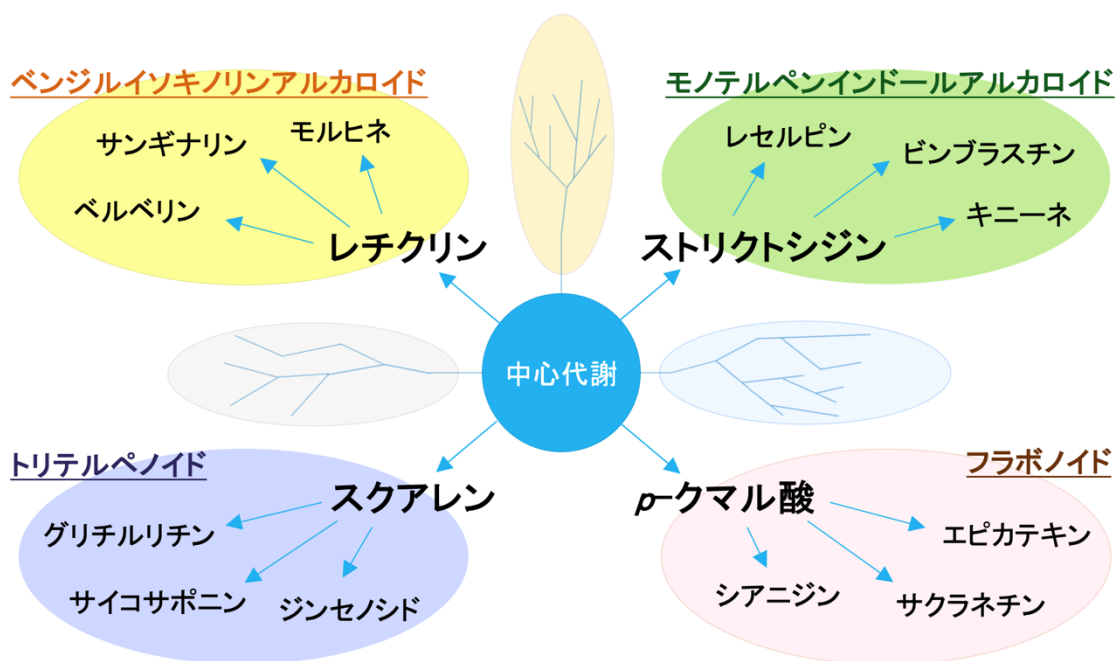 ベンジルイソキノリンアルカロイド
サンギナリン
モルヒネ
ベルベリン
レチクリン
モノテルペンインドールアルカロイド
レセルピン
ビンブラスチン
キニーネ
ストリクトシジン
中心代謝
トリテルペノイド
スクアレン
グリチルリチン
サイコサポニン
ジンセノシド
フラボノイド
p-クマル酸
エピカテキン
シアニジン
サクラネチン